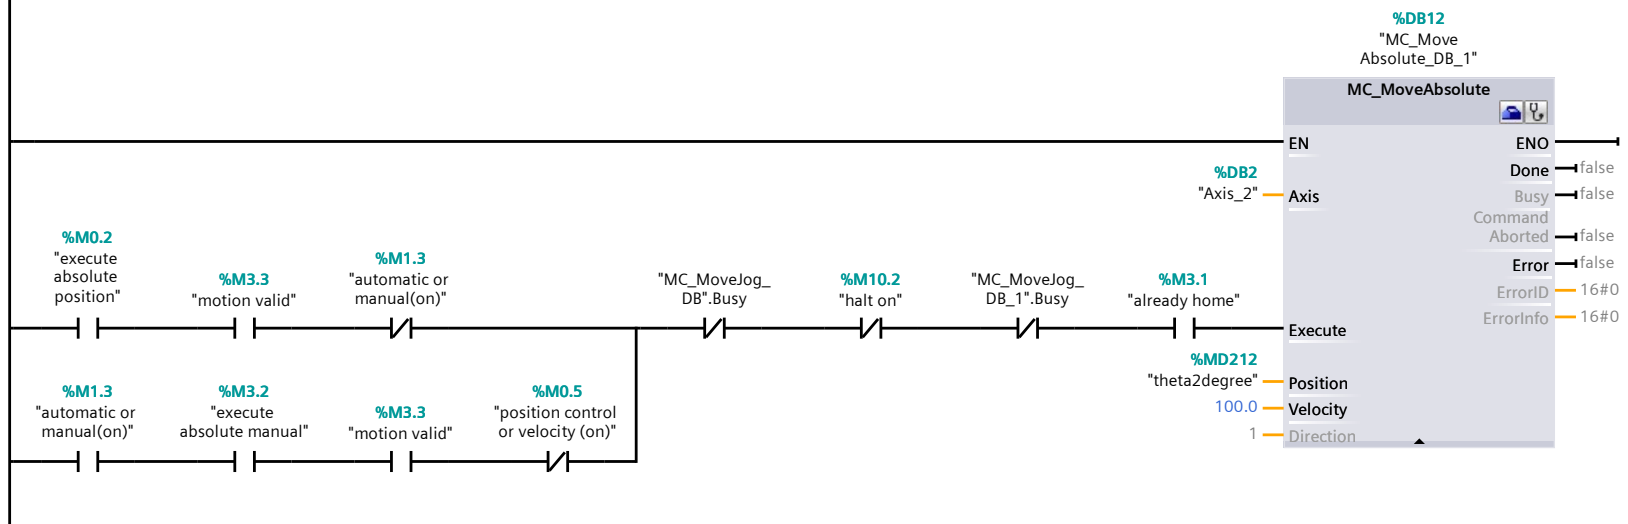 %DB12
"MC_Move
Absolute_DB_1"
MC_MoveAbsolute
EN
ENO
%DB2
"Axis_2"
Axis
Done
false
Busy
false
Command
Aborted
false
Error
false
ErrorID
16#0
ErrorInfo
16#0
%M0.2
"execute
absolute
position"
%M3.3
"motion valid"
%M1.3
"automatic or
manual(on)"
"MC_MoveJog_
DB".Busy
%M10.2
"halt on"
"MC_MoveJog_
DB_1".Busy
%M3.1
"already home"
Execute
%MD212
"theta2degree"
Position
100.0
Velocity
1
Direction
%M1.3
"automatic or
manual(on)"
%M3.2
"execute
absolute manual"
%M3.3
"motion valid"
%M0.5
"position control
or velocity (on)"